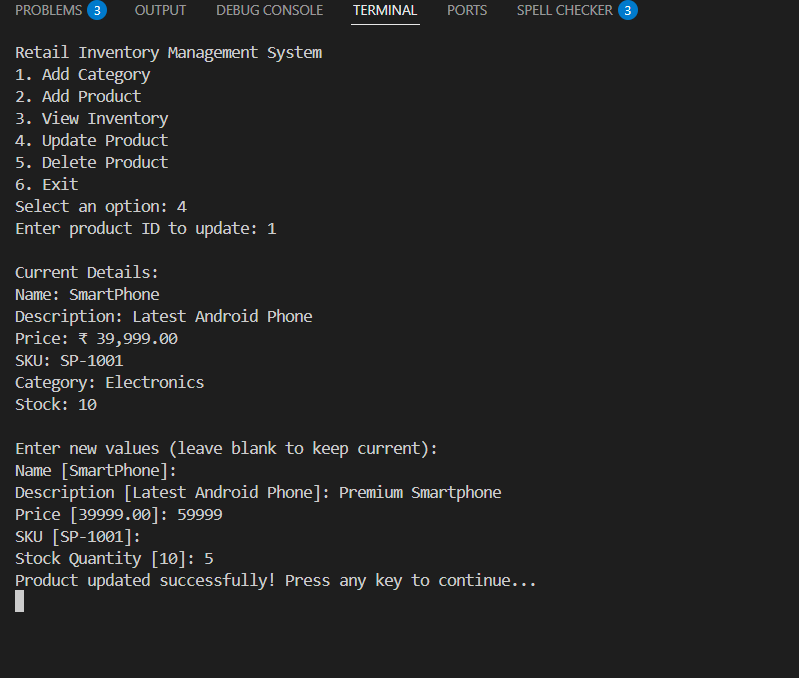 PROBLEMS 3 OUTPUT DEBUG CONSOLE TERMINAL PORTS SPELL CHECKER 3
Retail Inventory Management System
1. Add Category
2. Add Product
3. View Inventory
4. Update Product
5. Delete Product
6. Exit
Select an option: 4
Enter product ID to update: 1
Current Details:
Name: SmartPhone
Description: Latest Android Phone
Price: ₹ 39,999.00
SKU: SP-1001
Category: Electronics
Stock: 10
Enter new values (leave blank to keep current):
Name [SmartPhone]:
Description [Latest Android Phone]: Premium Smartphone
Price [39999.00]: 59999
SKU [SP-1001]:
Stock Quantity [10]: 5
Product updated successfully! Press any key to continue...